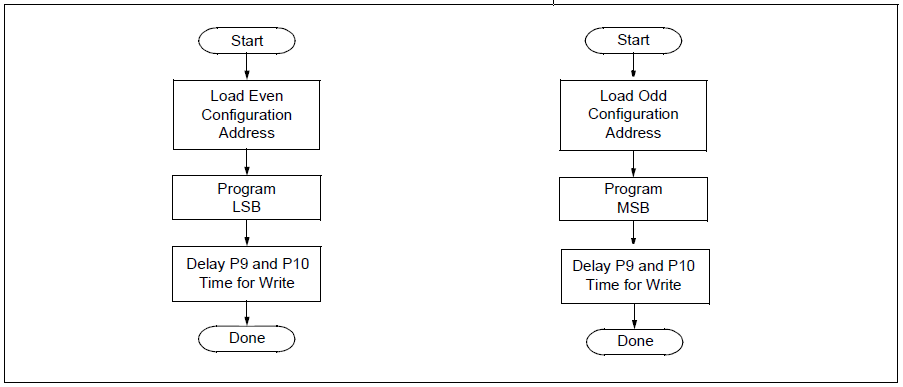 Start
Load Even
Configuration
Address
Program
LSB
Delay P9 and P10
Time for Write
Done
Start
Load Odd
Configuration
Address
Program
MSB
Delay P9 and P10
Time for Write
Done